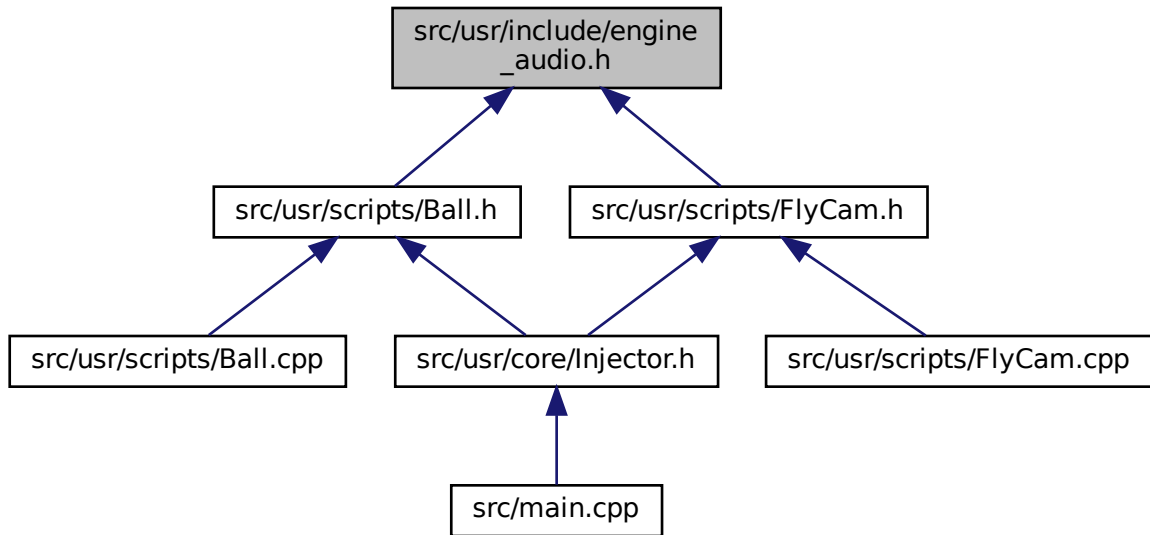 src/usr/include/engine
_audio.h
src/usr/scripts/Ball.h
src/usr/scripts/FlyCam.h
src/usr/scripts/Ball.cpp
src/usr/core/Injector.h
src/usr/scripts/FlyCam.cpp
src/main.cpp